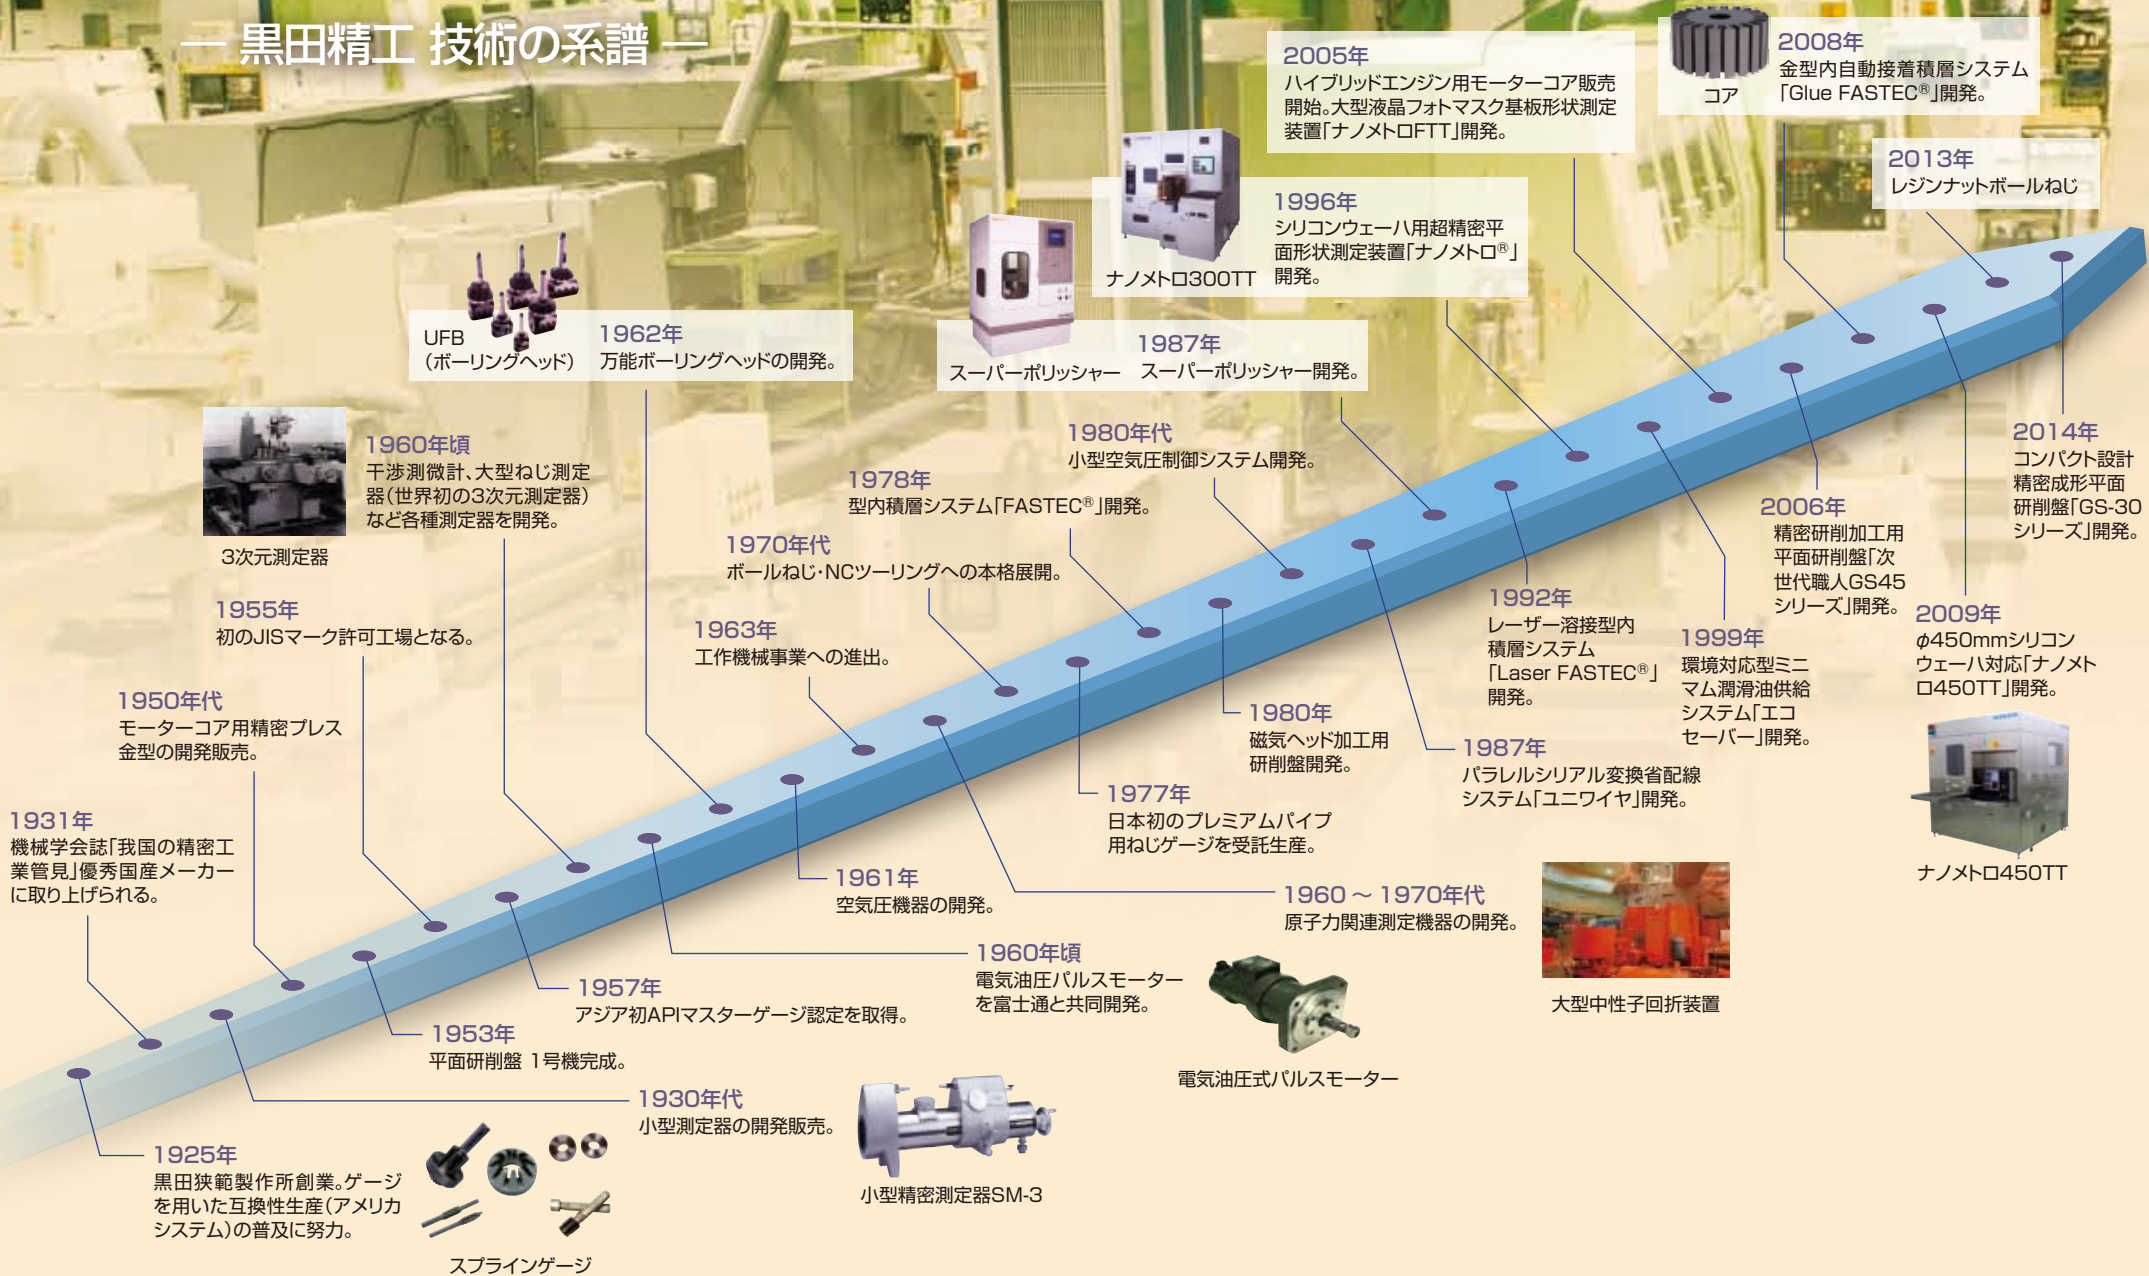 ― 黒田精工 技術の系譜 ―
1925年
黒田狭範製作所創業。ゲージ
を用いた互換性生産(アメリカ
システム)の普及に努力。
スプラインゲージ
1931年
機械学会誌「我国の精密工
業管見」優秀国産メーカー
に取り上げられる。
1930年代
小型測定器の開発販売。
小型精密測定器SM-3
1950年代
モーターコア用精密プレス
金型の開発販売。
1953年
平面研削盤 1号機完成。
1955年
初のJISマーク許可工場となる。
1957年
アジア初APIマスターゲージ認定を取得。
3次元測定器
1960年頃
干渉測微計、大型ねじ測定
器(世界初の3次元測定器)
など各種測定器を開発。
1960年頃
電気油圧パルスモーター
を富士通と共同開発。
電気油圧式パルスモーター
UFB
(ボーリングヘッド)
1962年
万能ボーリングヘッドの開発。
1961年
空気圧機器の開発。
1963年
工作機械事業への進出。
1960 ～ 1970年代
原子力関連測定機器の開発。
大型中性子回折装置
1970年代
ボールねじ・NCツーリングへの本格展開。
1977年
日本初のプレミアムパイプ
用ねじゲージを受託生産。
1978年
型内積層システム「FASTEC®」開発。
1980年
磁気ヘッド加工用
研削盤開発。
1980年代
小型空気圧制御システム開発。
1987年
パラレルシリアル変換省配線
システム「ユニワイヤ」開発。
スーパーポリッシャー
1987年
スーパーポリッシャー開発。
1992年
レーザー溶接型内
積層システム
「Laser FASTEC®」
開発。
ナノメトロ300TT
1996年
シリコンウェーハ用超精密平
面形状測定装置「ナノメトロ®」
開発。
1999年
環境対応型ミニ
マム潤滑油供給
システム「エコ
セーバー」開発。
2005年
ハイブリッドエンジン用モーターコア販売
開始。大型液晶フォトマスク基板形状測定
装置「ナノメトロFTT」開発。
2006年
精密研削加工用
平面研削盤「次
世代職人GS45
シリーズ」開発。
コア
2008年
金型内自動接着積層システム
「Glue FASTEC®」開発。
2009年
φ450mmシリコン
ウェーハ対応「ナノメト
ロ450TT」開発。
ナノメトロ450TT
2013年
レジンナットボールねじ
2014年
コンパクト設計
精密成形平面
研削盤「GS-30
シリーズ」開発。